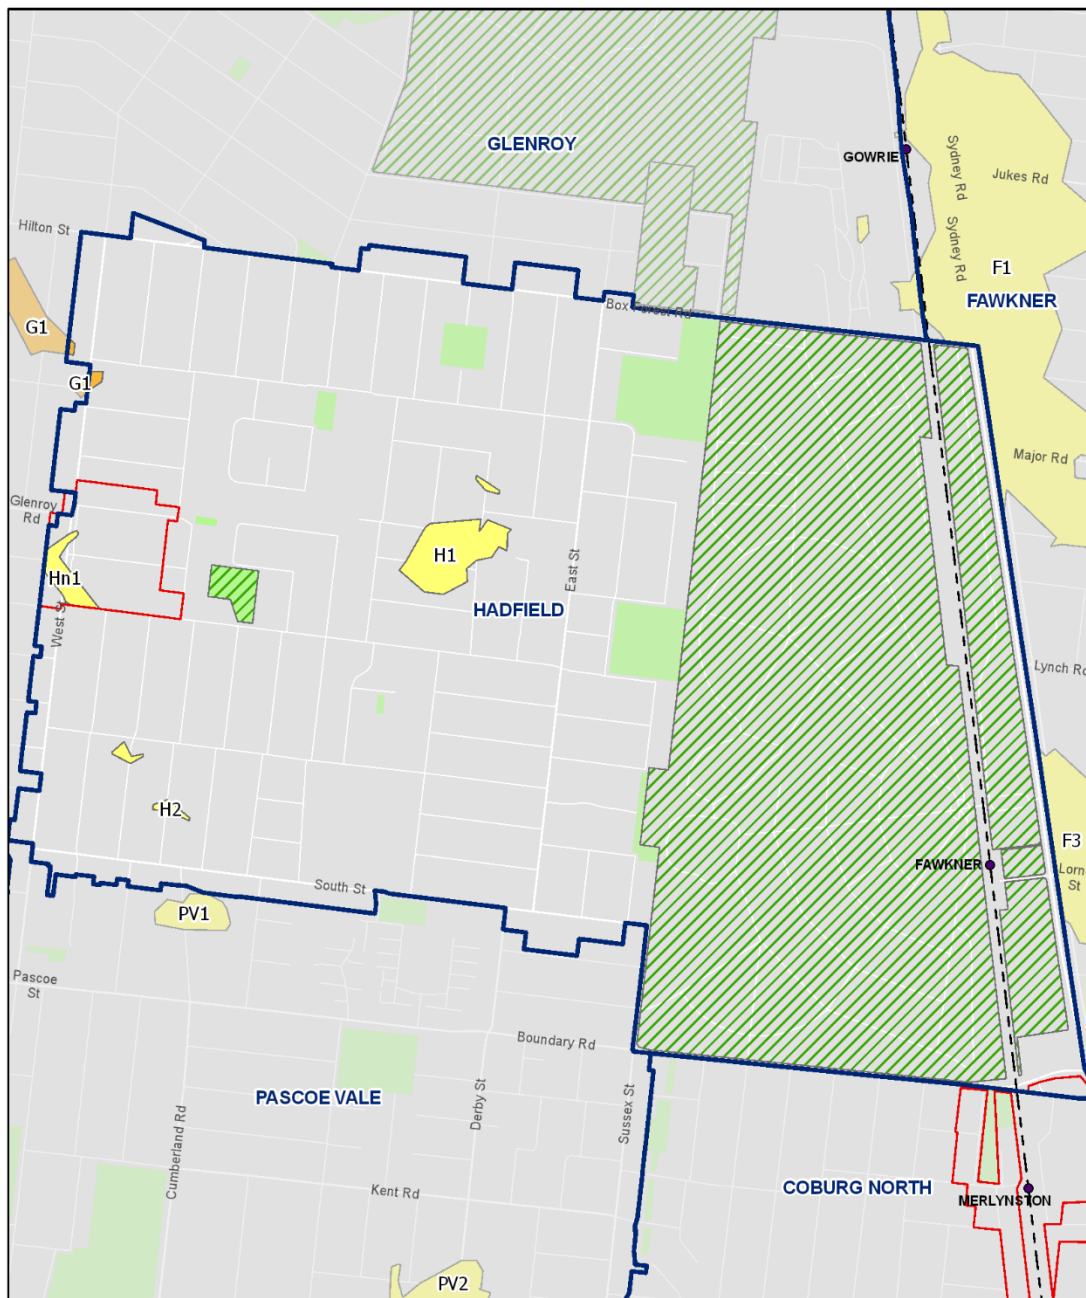 GLENROY
GOWRIE
Sydney Rd
Jukes Rd
Hilton St
Sydney Rd
F1
FAWKNER
Box Forest Rd
G1
G1
Major Rd
Glenroy
Rd
H1
East St
Hn1
HADFIELD
West St
Lynch Rd
H2
F3
FAWKNER
Lorne
St
South St
PV1
Pascoe
St
Boundary Rd
PASCOE VALE
Derby St
Sussex St
Cumberland Rd
Kent Rd
COBURG NORTH
MERLYNSTON
PV2